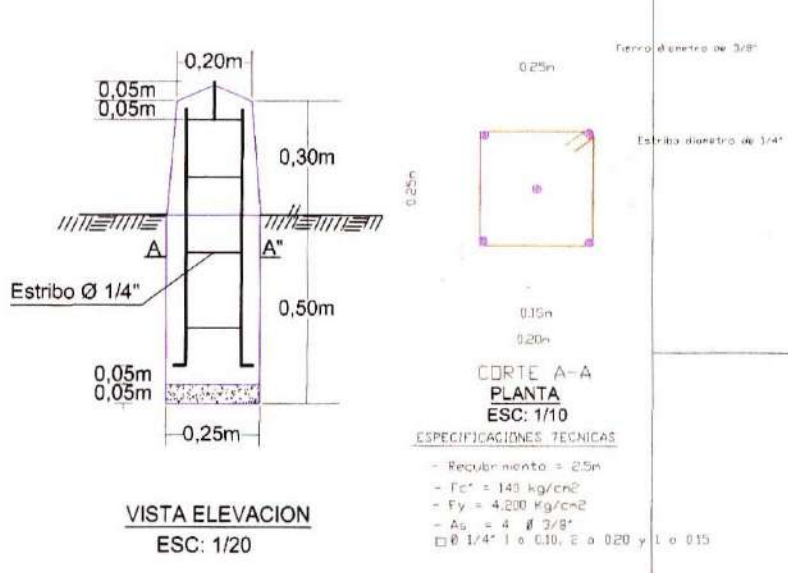 0,20m
0,05m
0,05m
0,30m
A A"
Estribo Ø 1/4"
0,50m
0,05m
0,05m
0,25m
VISTA ELEVACION
ESC: 1/20
Fierro diametro de 3/8"
0.25m
Estribo diametro de 1/4"
0.25m
0.15m
0.20m
CORTE A-A
PLANTA
ESC: 1/10
ESPECIFICACIONES TECNICAS
- Recubrimiento = 2.5m
- Fc" = 140 kg/cm2
- Fy = 4.200 Kg/cm2
- As = 4 Ø 3/8"
□ Ø 1/4" 1 a 0.10, 2 a 0.20 y 1 a 0.15